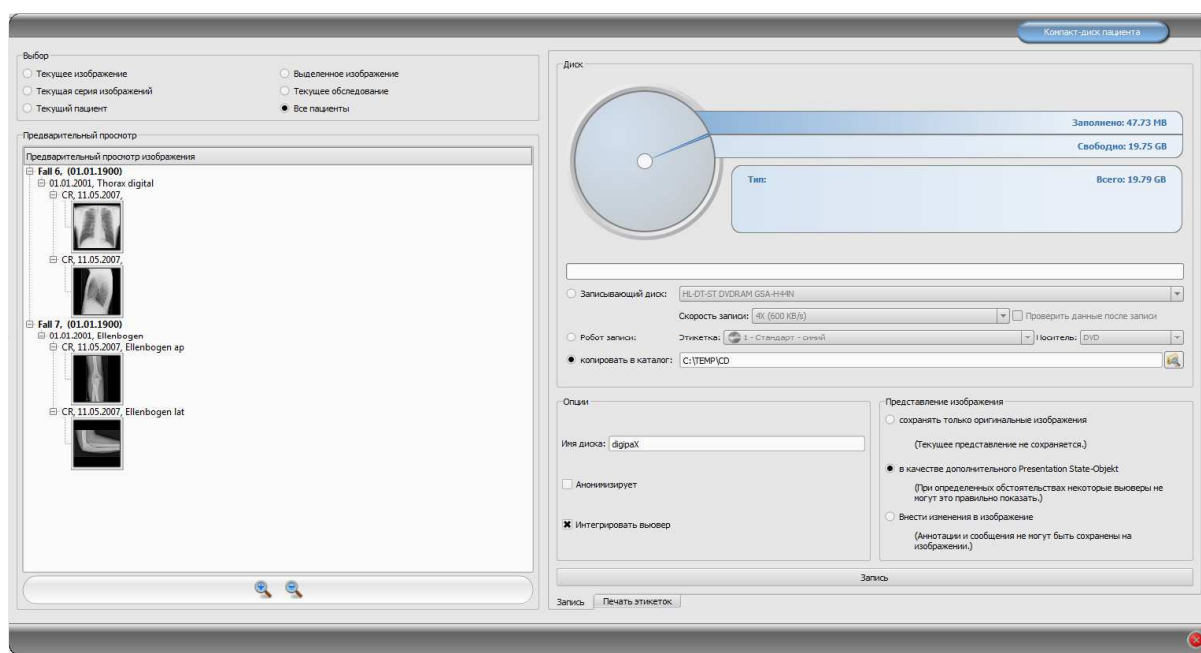 Компакт-диск пациента
Выбор
Текущее изображение
Выделенное изображение
Текущая серия изображений
Текущее обследование
Текущий пациент
Все пациенты
Предварительный просмотр
Предварительный просмотр изображения
Fall 6, (01.01.1900)
01.01.2001, Thorax digital
CR, 11.05.2007,
CR, 11.05.2007,
Fall 7, (01.01.1900)
01.01.2001, Ellenbogen
CR, 11.05.2007, Ellenbogen ap
CR, 11.05.2007, Ellenbogen lat
Диск
Заполнено: 47.73 MB
Свободно: 19.75 GB
Тип:
Всего: 19.79 GB
Записывающий диск: HL-DT-ST DVDRAM GSA-H44N
Скорость записи: 4X (600 KB/s)
Проверить данные после записи
Робот записи: Этикетка: 1 - Стандарт - синий Носитель: DVD
копировать в каталог: C:\TEMP\CD
Опции
Имя диска: digipaX
Анонимизирует
Интегрировать вьювер
Представление изображения
сохранять только оригинальные изображения
(Текущее представление не сохраняется.)
в качестве дополнительного Presentation State-Objekt
(При определенных обстоятельствах некоторые вьюверы не
могут это правильно показать.)
Внести изменения в изображение
(Аннотации и сообщения не могут быть сохранены на
изображении.)
Запись
Запись
Печать этикеток